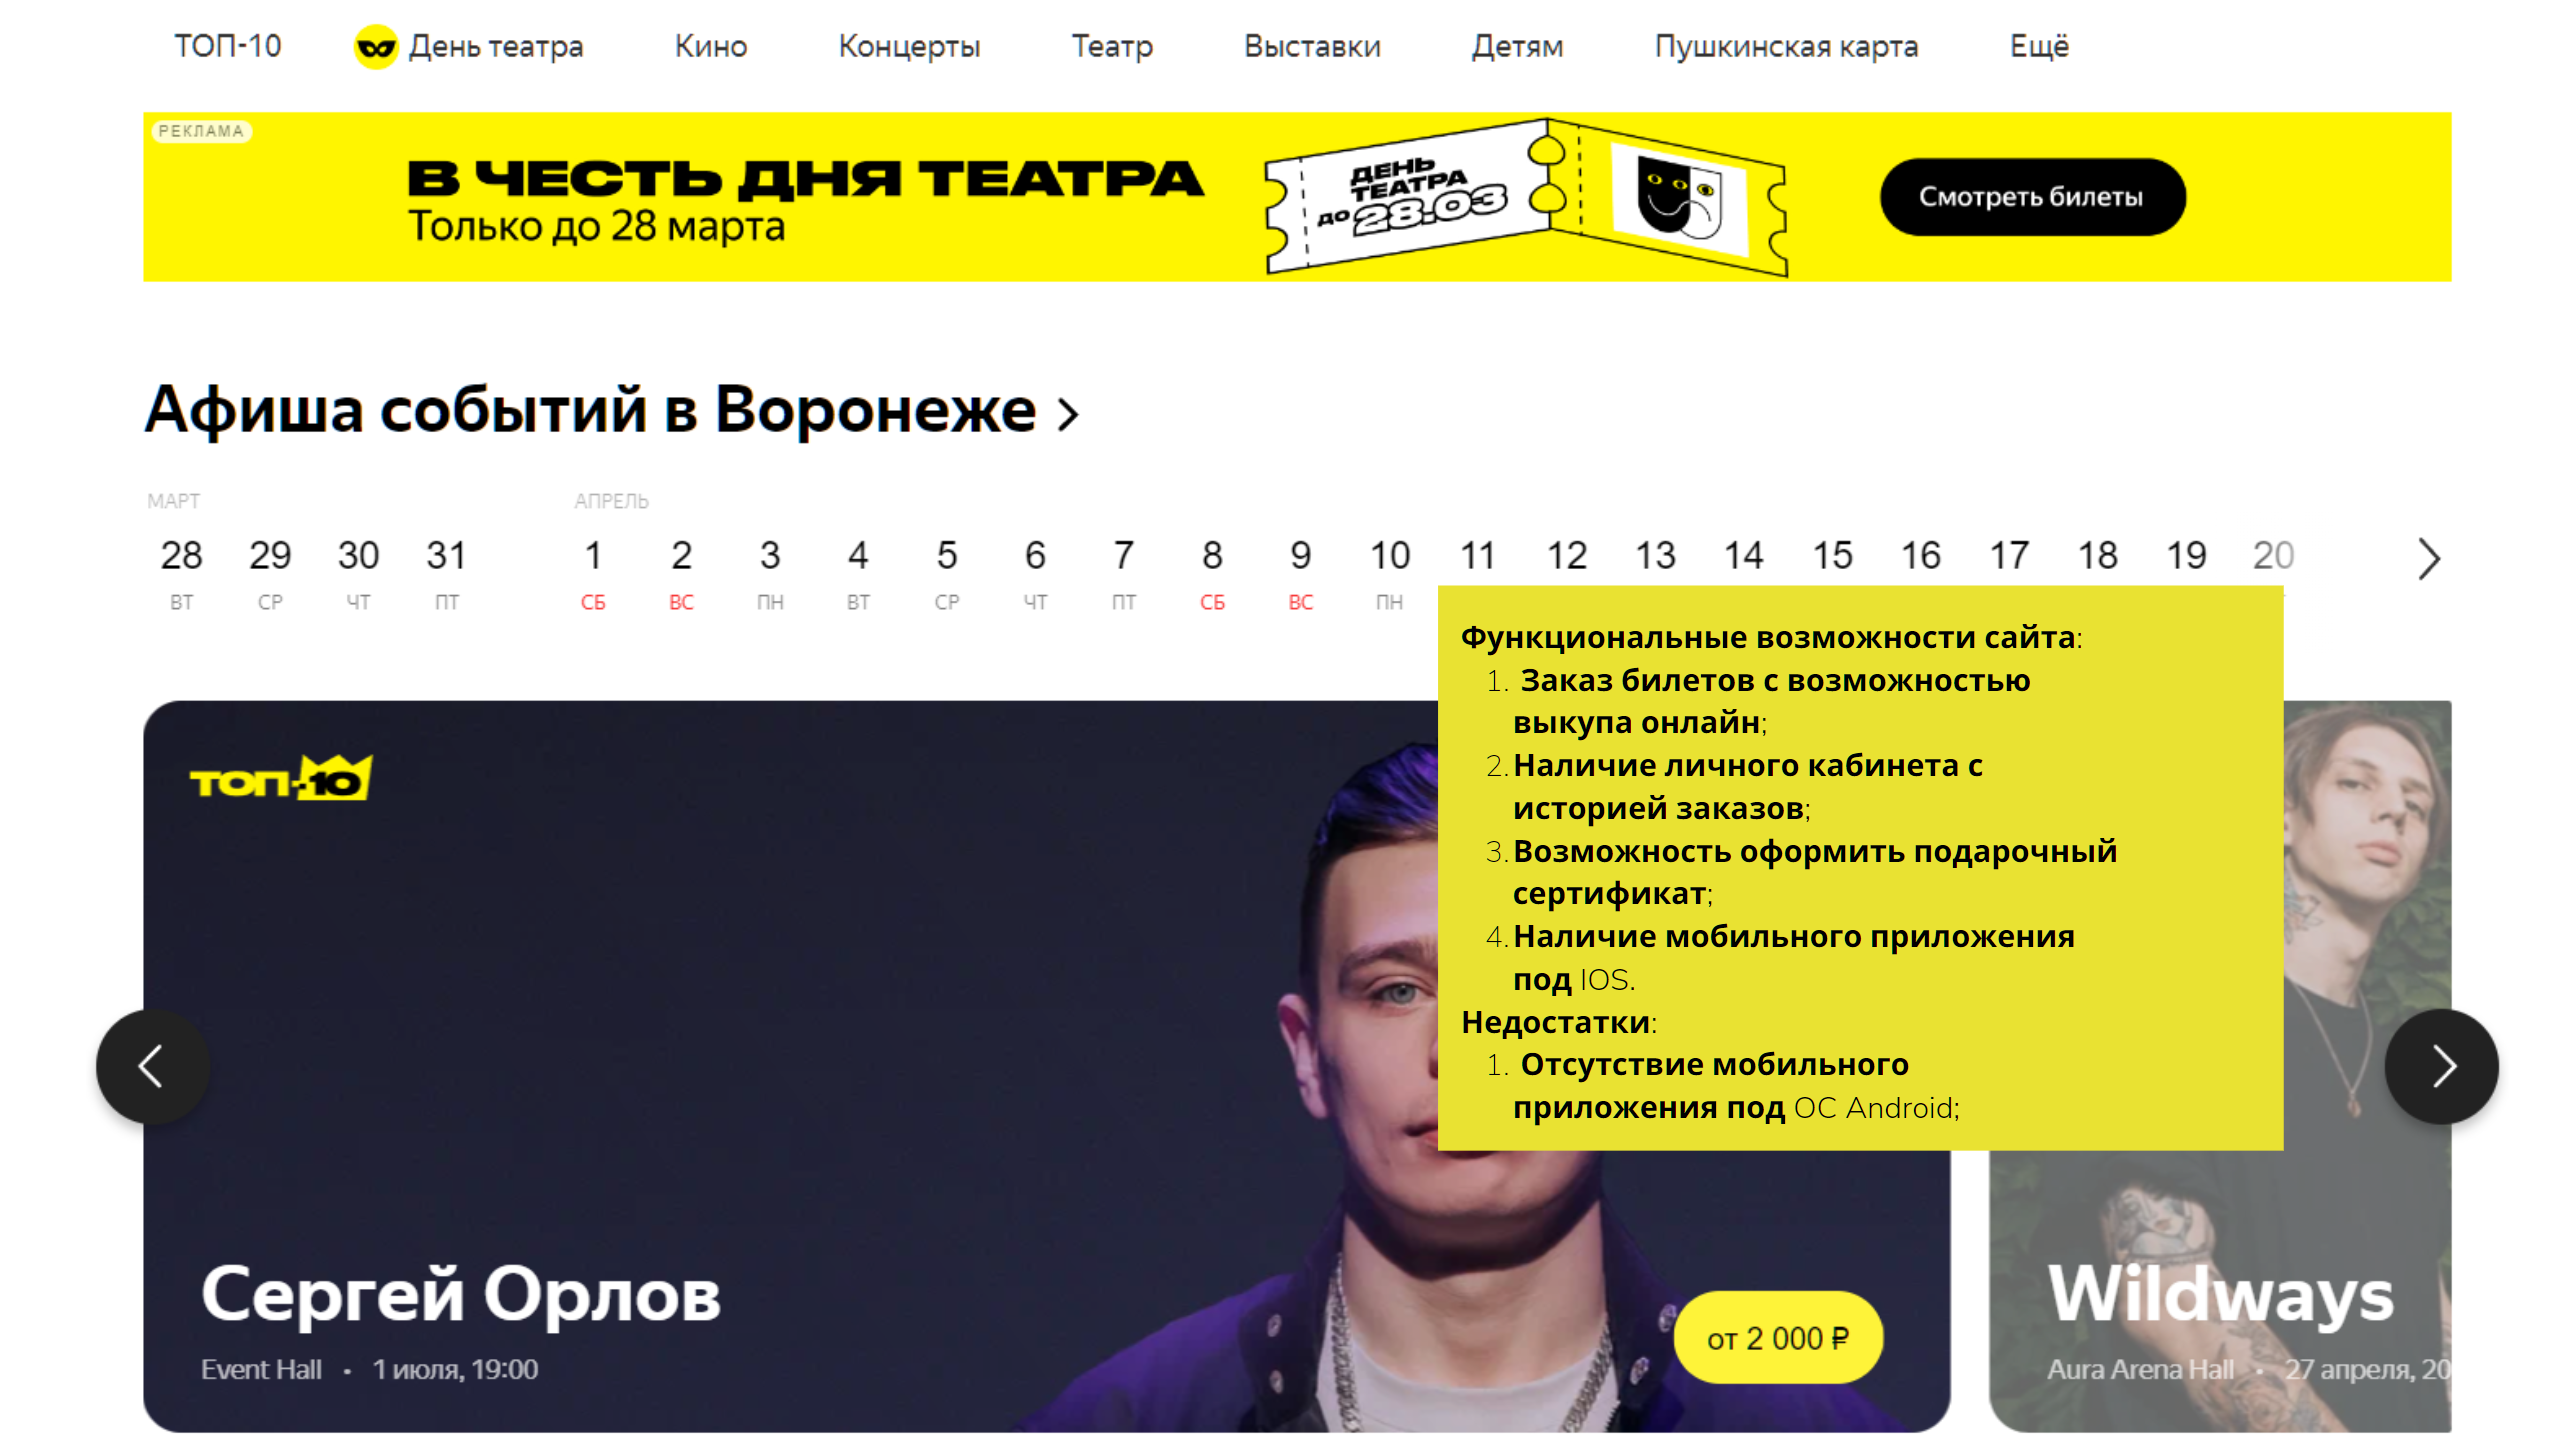 ТОП-10 День театра Кино Концерты Театр Выставки Детям Пушкинская карта Ещё
РЕКЛАМА
В ЧЕСТЬ ДНЯ ТЕАТРА
Только до 28 марта
ДЕНЬ
ТЕАТРА
ДО 28.03
Смотреть билеты
Афиша событий в Воронеже
МАРТ АПРЕЛЬ
28 29 30 31 1 2 3 4 5 6 7 8 9 10 11 12 13 14 15 16 17 18 19 20
ВТ СР ЧТ ПТ СБ ВС ПН ВТ СР ЧТ ПТ СБ ВС ПН
Функциональные возможности сайта:
1. Заказ билетов с возможностью
выкупа онлайн;
2. Наличие личного кабинета с
историей заказов;
3. Возможность оформить подарочный
сертификат;
4. Наличие мобильного приложения
под IOS.
Недостатки:
1. Отсутствие мобильного
приложения под ОС Android;
ТОП-10
Сергей Орлов
Event Hall • 1 июля, 19:00
от 2 000 ₽
Wildways
Aura Arena Hall • 27 апреля, 20